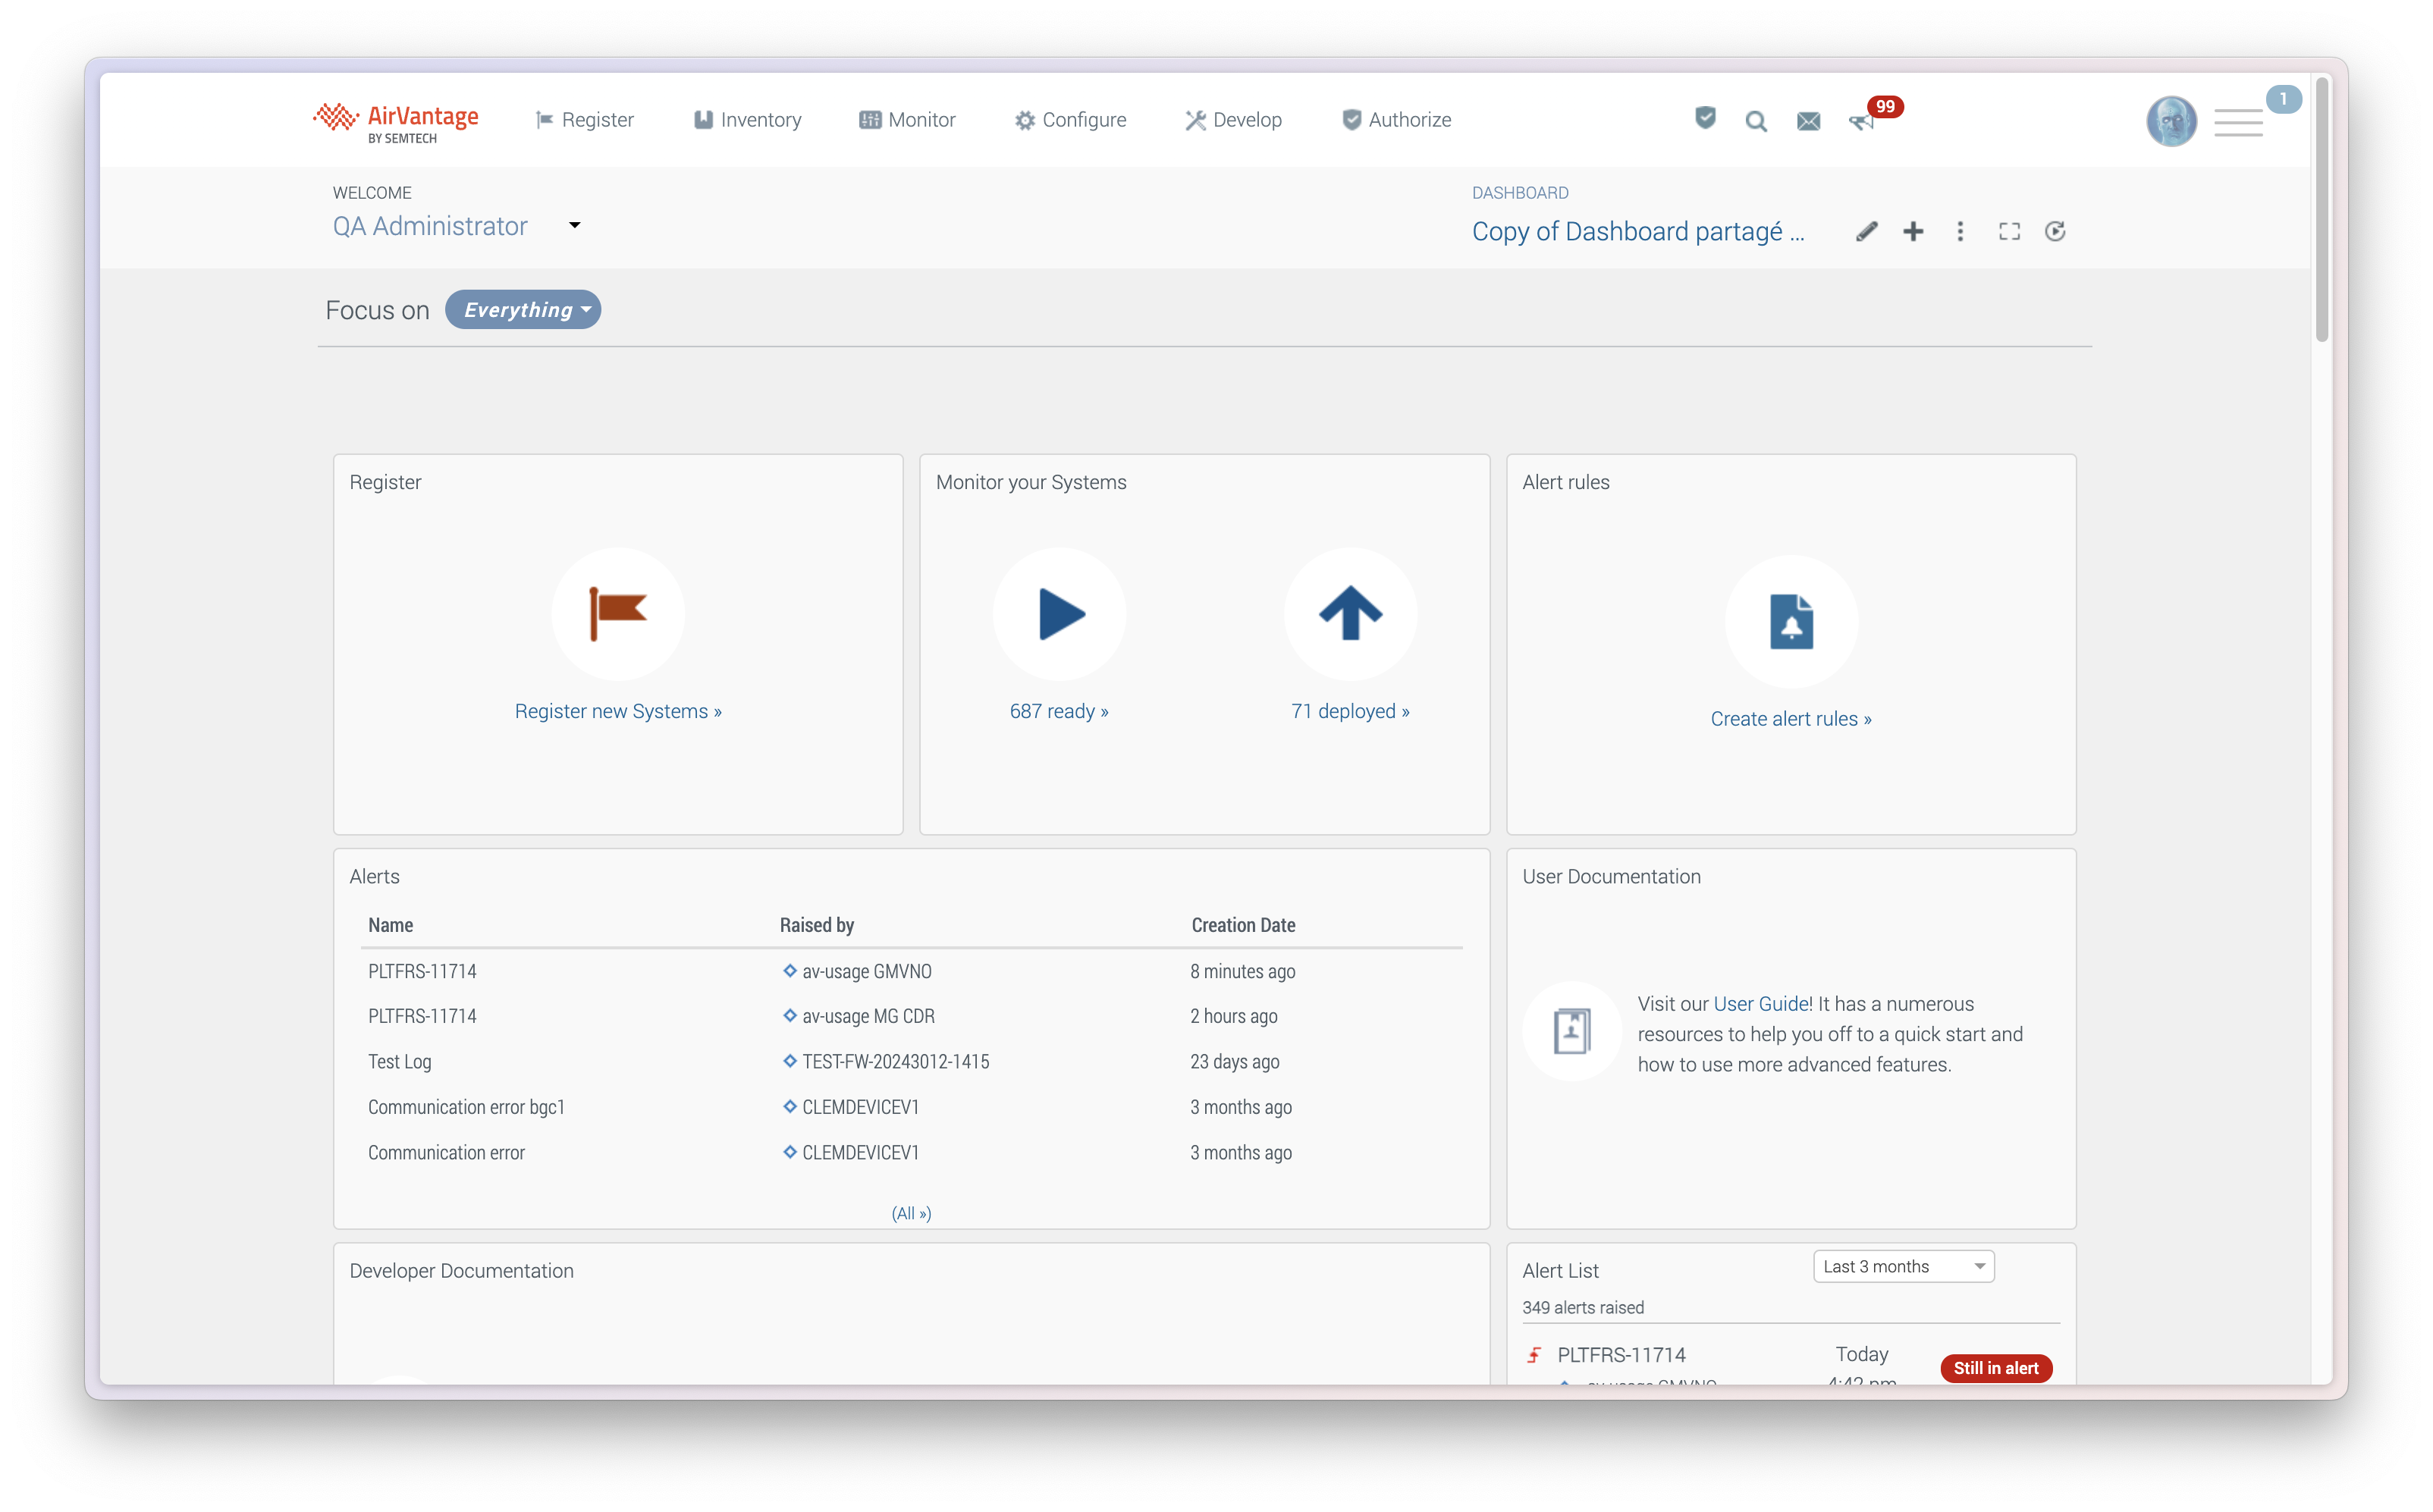 AirVantage
BY SEMTECH
Register
Inventory
Monitor
Configure
Develop
Authorize
99
1
WELCOME
QA Administrator
DASHBOARD
Copy of Dashboard partagé ...
Focus on
Everything
Register
Register new Systems »
Monitor your Systems
687 ready »
71 deployed »
Alert rules
Create alert rules »
Alerts
Name Raised by Creation Date
PLTFRS-11714 av-usage GMVNO 8 minutes ago
PLTFRS-11714 av-usage MG CDR 2 hours ago
Test Log TEST-FW-20243012-1415 23 days ago
Communication error bgc1 CLEMDEVICEV1 3 months ago
Communication error CLEMDEVICEV1 3 months ago
(All »)
User Documentation
Visit our User Guide! It has a numerous
resources to help you off to a quick start and
how to use more advanced features.
Developer Documentation
Alert List
Last 3 months
349 alerts raised
PLTFRS-11714 Today
Still in alert
av-usage GMVNO 4:42 pm